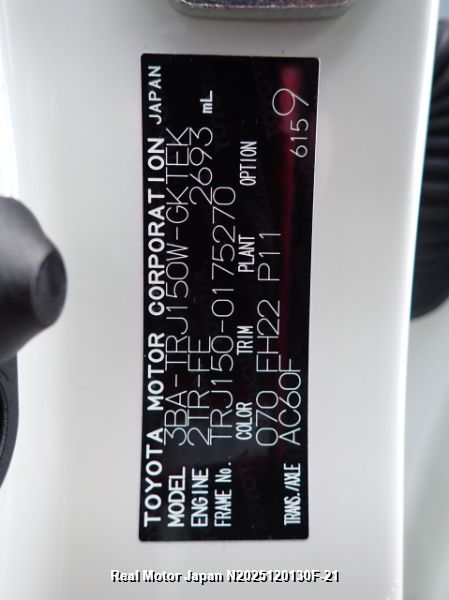 TOYOTA MOTOR CORPORATION JAPAN
MODEL 3BA-TRJ150W-GKTEK
ENGINE 2TR-FE 2693 mL
FRAME No. TRJ150-0175270
COLOR TRIM PLANT OPTION
070 FH22 P11
TRANS./AXLE AC60F
6159
Real Motor Japan N2025120130F-21